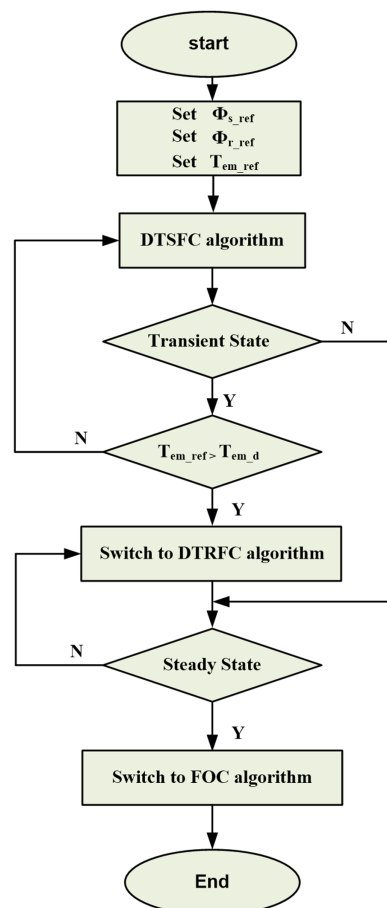 start
Set Φs_ref
Set Φr_ref
Set Tem_ref
DTSFC algorithm
Transient State
N
Y
Tem_ref > Tem_d
N
Y
Switch to DTRFC algorithm
Steady State
N
Y
Switch to FOC algorithm
End